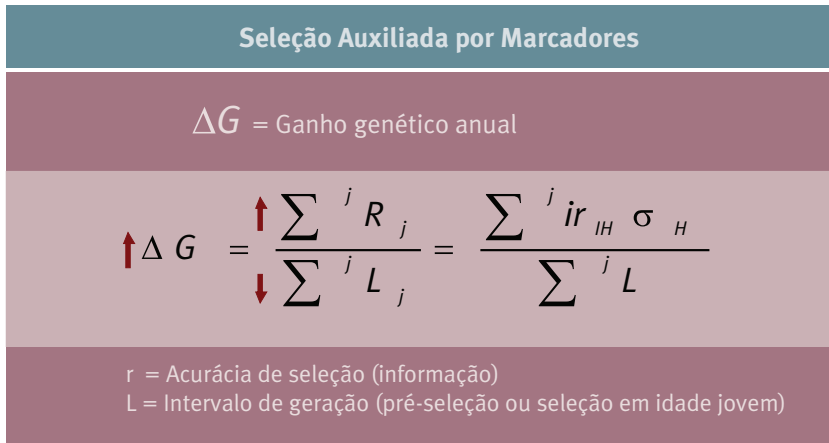 Seleção Auxiliada por Marcadores
ΔG = Ganho genético anual
Δ G = ∑ j R j / ∑ j L j = ∑ j ir IH σ H / ∑ j L
r = Acurácia de seleção (informação)
L = Intervalo de geração (pré-seleção ou seleção em idade jovem)